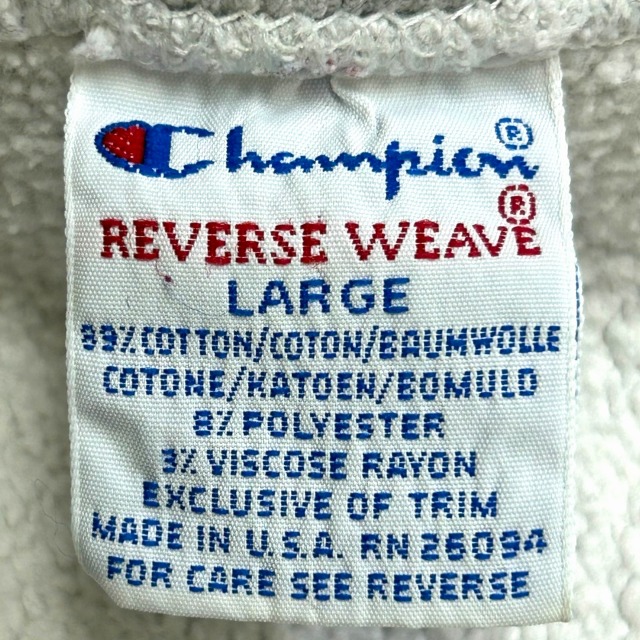 Champion®
REVERSE WEAVE®
LARGE
89% COTTON/COTON/BAUMWOLLE
COTONE/KATOEN/BOMULD
8% POLYESTER
3% VISCOSE RAYON
EXCLUSIVE OF TRIM
MADE IN U.S.A. RN 26094
FOR CARE SEE REVERSE